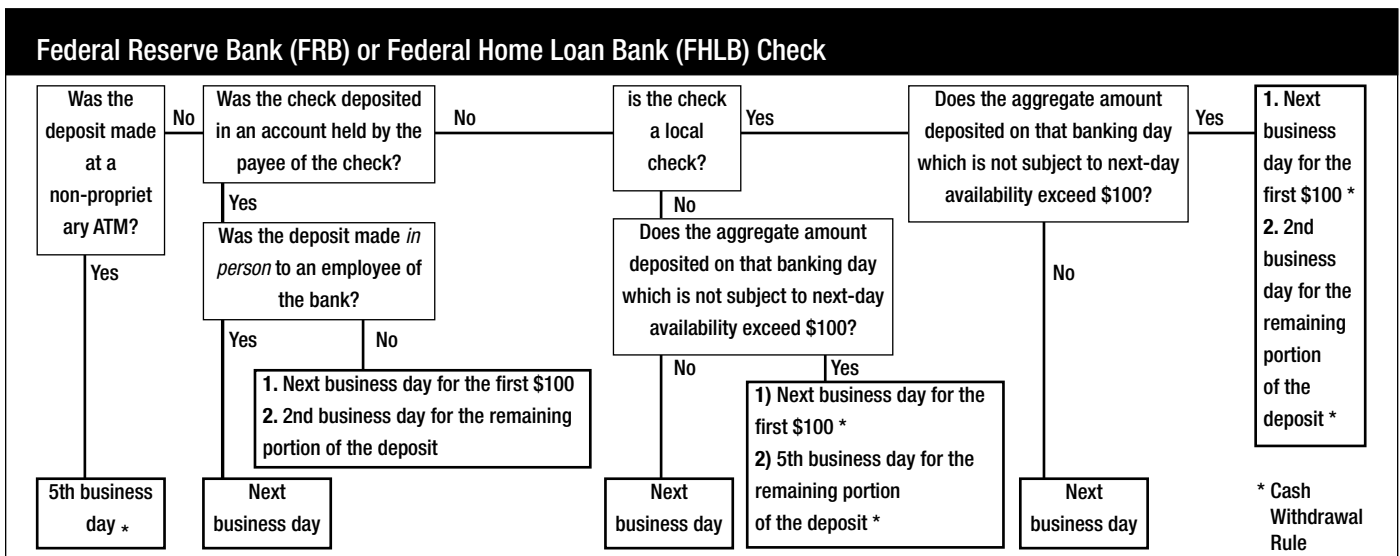 Federal Reserve Bank (FRB) or Federal Home Loan Bank (FHLB) Check
Was the
deposit made
at a
non-propriet
ary ATM?
No
Was the check deposited
in an account held by the
payee of the check?
No
is the check
a local
check?
Yes
Does the aggregate amount
deposited on that banking day
which is not subject to next-day
availability exceed $100?
Yes
1. Next
business
day for the
first $100 *
2. 2nd
business
day for the
remaining
portion
of the
deposit *
Yes
Yes
Was the deposit made in
person to an employee of
the bank?
No
Does the aggregate amount
deposited on that banking day
which is not subject to next-day
availability exceed $100?
No
Yes
No
1. Next business day for the first $100
2. 2nd business day for the remaining
portion of the deposit
No
Yes
1) Next business day for the
first $100 *
2) 5th business day for the
remaining portion
of the deposit *
5th business
day *
Next
business day
Next
business day
Next
business day
* Cash
Withdrawal
Rule